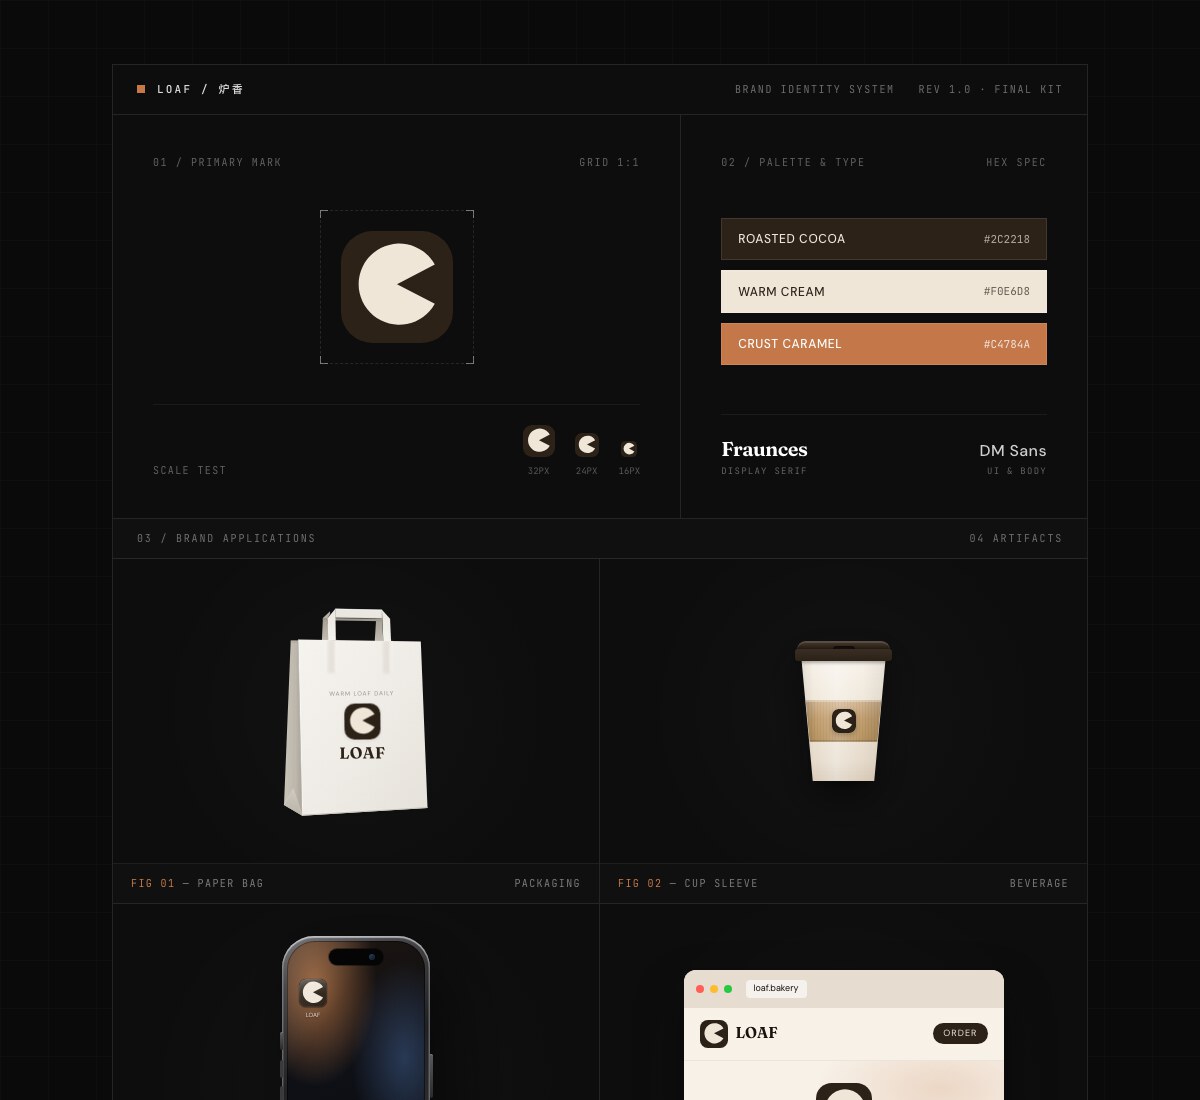 LOAF / 炉香
BRAND IDENTITY SYSTEM REV 1.0 · FINAL KIT
01 / PRIMARY MARK GRID 1:1
02 / PALETTE & TYPE HEX SPEC
ROASTED COCOA #2C2218
WARM CREAM #F0E6D8
CRUST CARAMEL #C4784A
SCALE TEST
32PX 24PX 16PX
Fraunces
DISPLAY SERIF
DM Sans
UI & BODY
03 / BRAND APPLICATIONS 04 ARTIFACTS
WARM LOAF DAILY
LOAF
FIG 01 — PAPER BAG PACKAGING
FIG 02 — CUP SLEEVE BEVERAGE
LOAF
loaf.bakery
LOAF ORDER